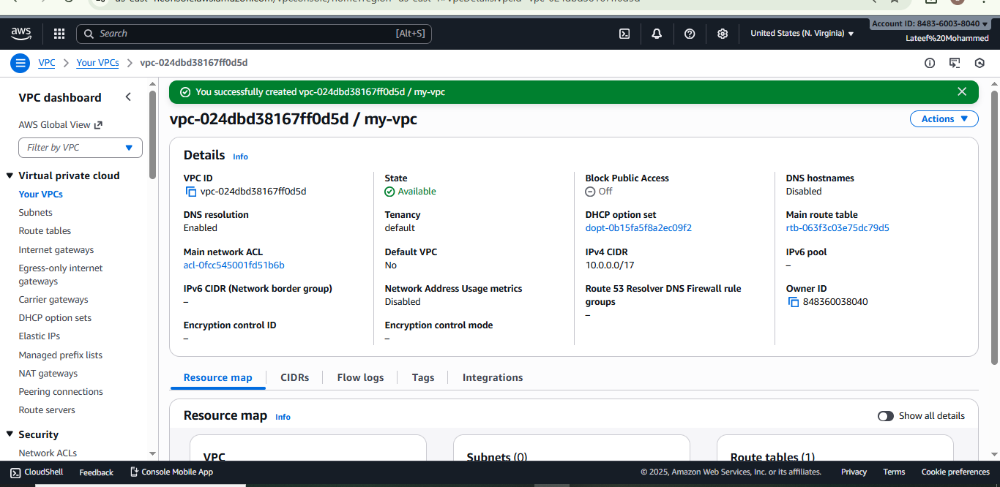 aws
Search
[Alt+S]
United States (N. Virginia)
Account ID: 8483-6003-8040
Lateef%20Mohammed
VPC
Your VPCs
vpc-024dbd38167ff0d5d
VPC dashboard
AWS Global View
Filter by VPC
Virtual private cloud
Your VPCs
Subnets
Route tables
Internet gateways
Egress-only internet
gateways
Carrier gateways
DHCP option sets
Elastic IPs
Managed prefix lists
NAT gateways
Peering connections
Route servers
Security
Network ACLs
You successfully created vpc-024dbd38167ff0d5d / my-vpc
vpc-024dbd38167ff0d5d / my-vpc
Actions
Details Info
VPC ID
vpc-024dbd38167ff0d5d
State
Available
Block Public Access
Off
DNS hostnames
Disabled
DNS resolution
Enabled
Tenancy
default
DHCP option set
dopt-0b15fa5f8a2ec09f2
Main route table
rtb-063f3c03e75dc79d5
Main network ACL
acl-0fcc545001fd51b6b
Default VPC
No
IPv4 CIDR
10.0.0.0/17
IPv6 pool
–
IPv6 CIDR (Network border group)
–
Network Address Usage metrics
Disabled
Route 53 Resolver DNS Firewall rule
groups
–
Owner ID
848360038040
Encryption control ID
–
Encryption control mode
–
Resource map
CIDRs
Flow logs
Tags
Integrations
Resource map Info
Show all details
VPC
Subnets (0)
Route tables (1)
CloudShell
Feedback
Console Mobile App
© 2025, Amazon Web Services, Inc. or its affiliates.
Privacy
Terms
Cookie preferences